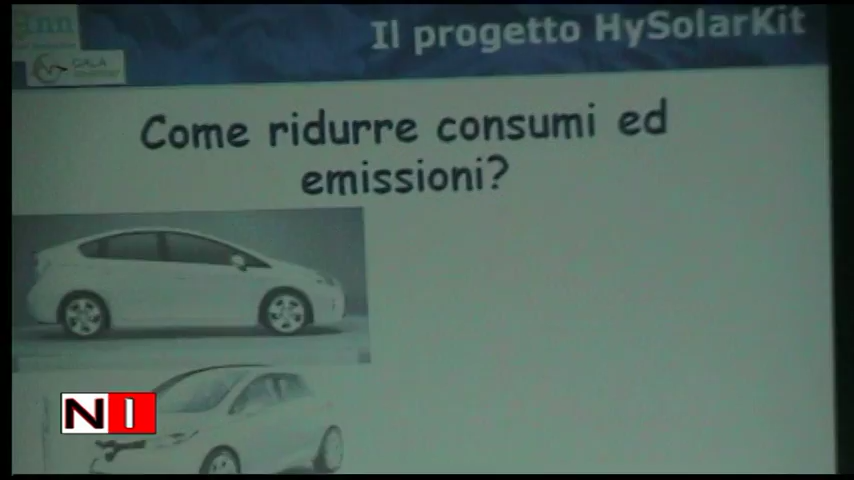 Il progetto HySolarKit
Come ridurre consumi ed
emissioni?
NI